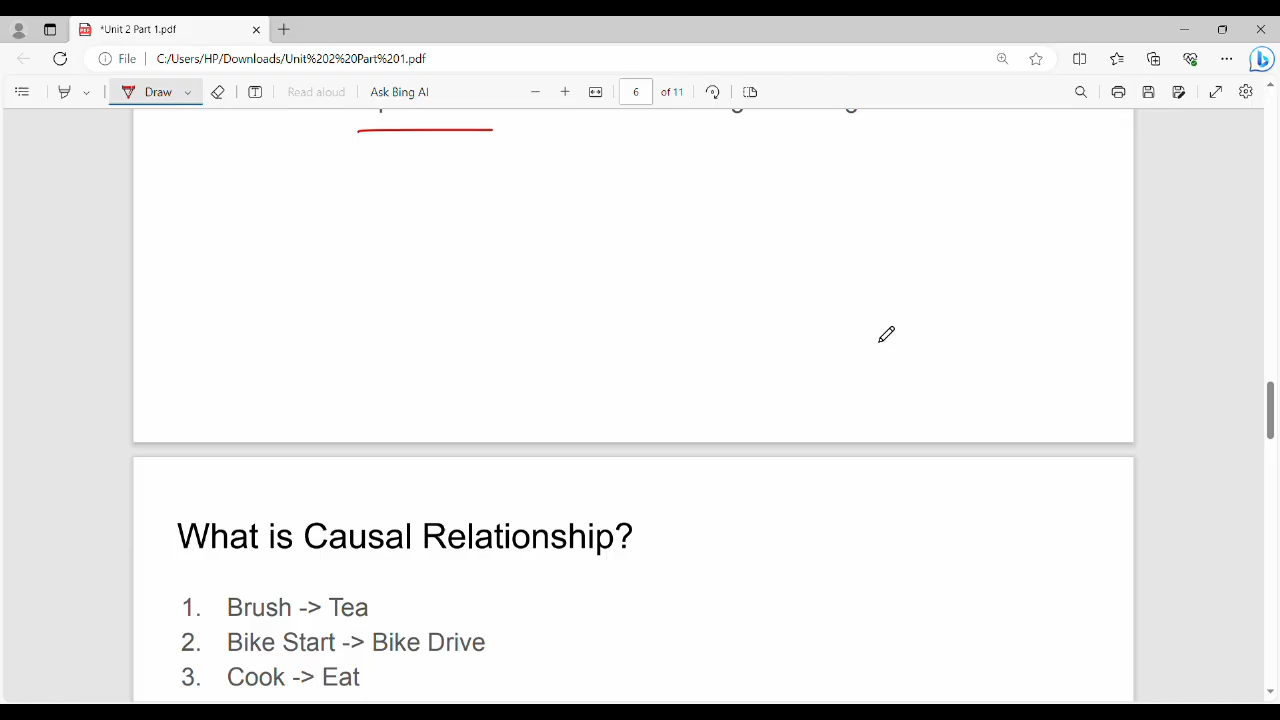 *Unit 2 Part 1.pdf
File
C:/Users/HP/Downloads/Unit%202%20Part%201.pdf
Draw
Read aloud
Ask Bing AI
6 of 11
What is Causal Relationship?
1. Brush -> Tea
2. Bike Start -> Bike Drive
3. Cook -> Eat